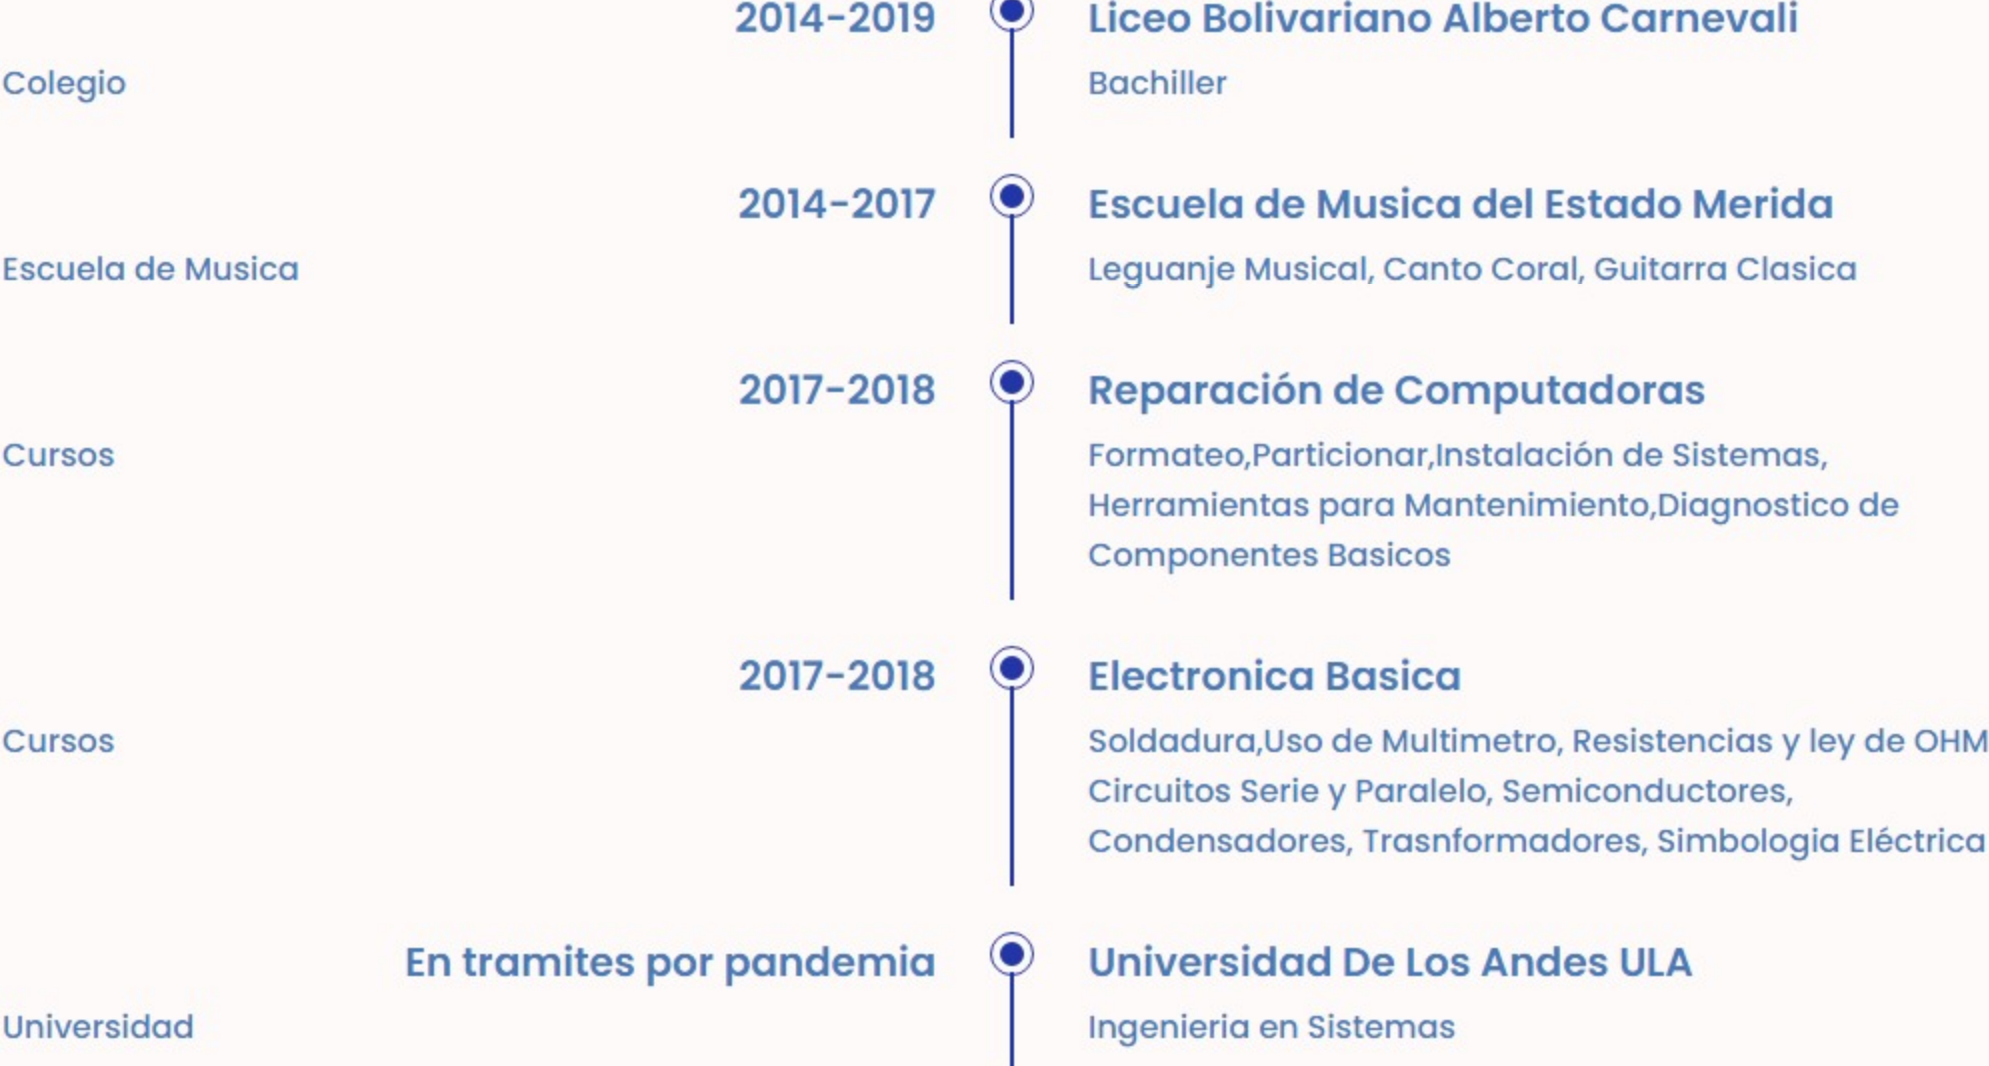 2014-2019
Liceo Bolivariano Alberto Carnevali
Colegio
Bachiller
2014-2017
Escuela de Musica del Estado Merida
Escuela de Musica
Leguanje Musical, Canto Coral, Guitarra Clasica
2017-2018
Reparación de Computadoras
Cursos
Formateo,Particionar,Instalación de Sistemas,
Herramientas para Mantenimiento,Diagnostico de
Componentes Basicos
2017-2018
Electronica Basica
Cursos
Soldadura,Uso de Multimetro, Resistencias y ley de OHM
Circuitos Serie y Paralelo, Semiconductores,
Condensadores, Trasnformadores, Simbologia Eléctrica
En tramites por pandemia
Universidad De Los Andes ULA
Universidad
Ingenieria en Sistemas